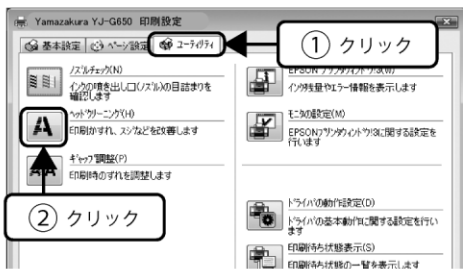 Yamazakura YJ-G650 印刷設定
基本設定
ページ設定
ユーティリティ
① クリック
ノズルチェック(N)
インクの噴き出し口(ノズル)の目詰まりを
確認します
ヘッドクリーニング(H)
印刷かすれ、スジなどを改善します
ギャップ調整(P)
印刷時のずれを調整します
② クリック
EPSON プリンタウィンドウ!3(W)
インク残量やエラー情報を表示します
モニタの設定(M)
EPSONプリンタウィンドウ!3に関する設定を
行います
ドライバの動作設定(D)
ドライバの基本動作に関する設定を行い
ます
印刷待ち状態表示(S)
印刷待ち状態の一覧を表示します